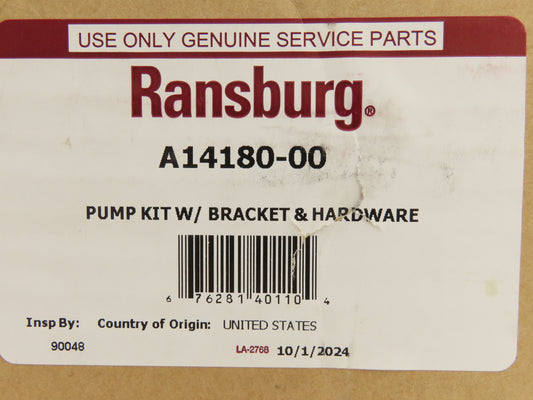 USE ONLY GENUINE SERVICE PARTS
Ransburg®
A14180-00
PUMP KIT W/ BRACKET & HARDWARE
6 76281 40110 4
Insp By: Country of Origin: UNITED STATES
90048 LA-2768 10/1/2024